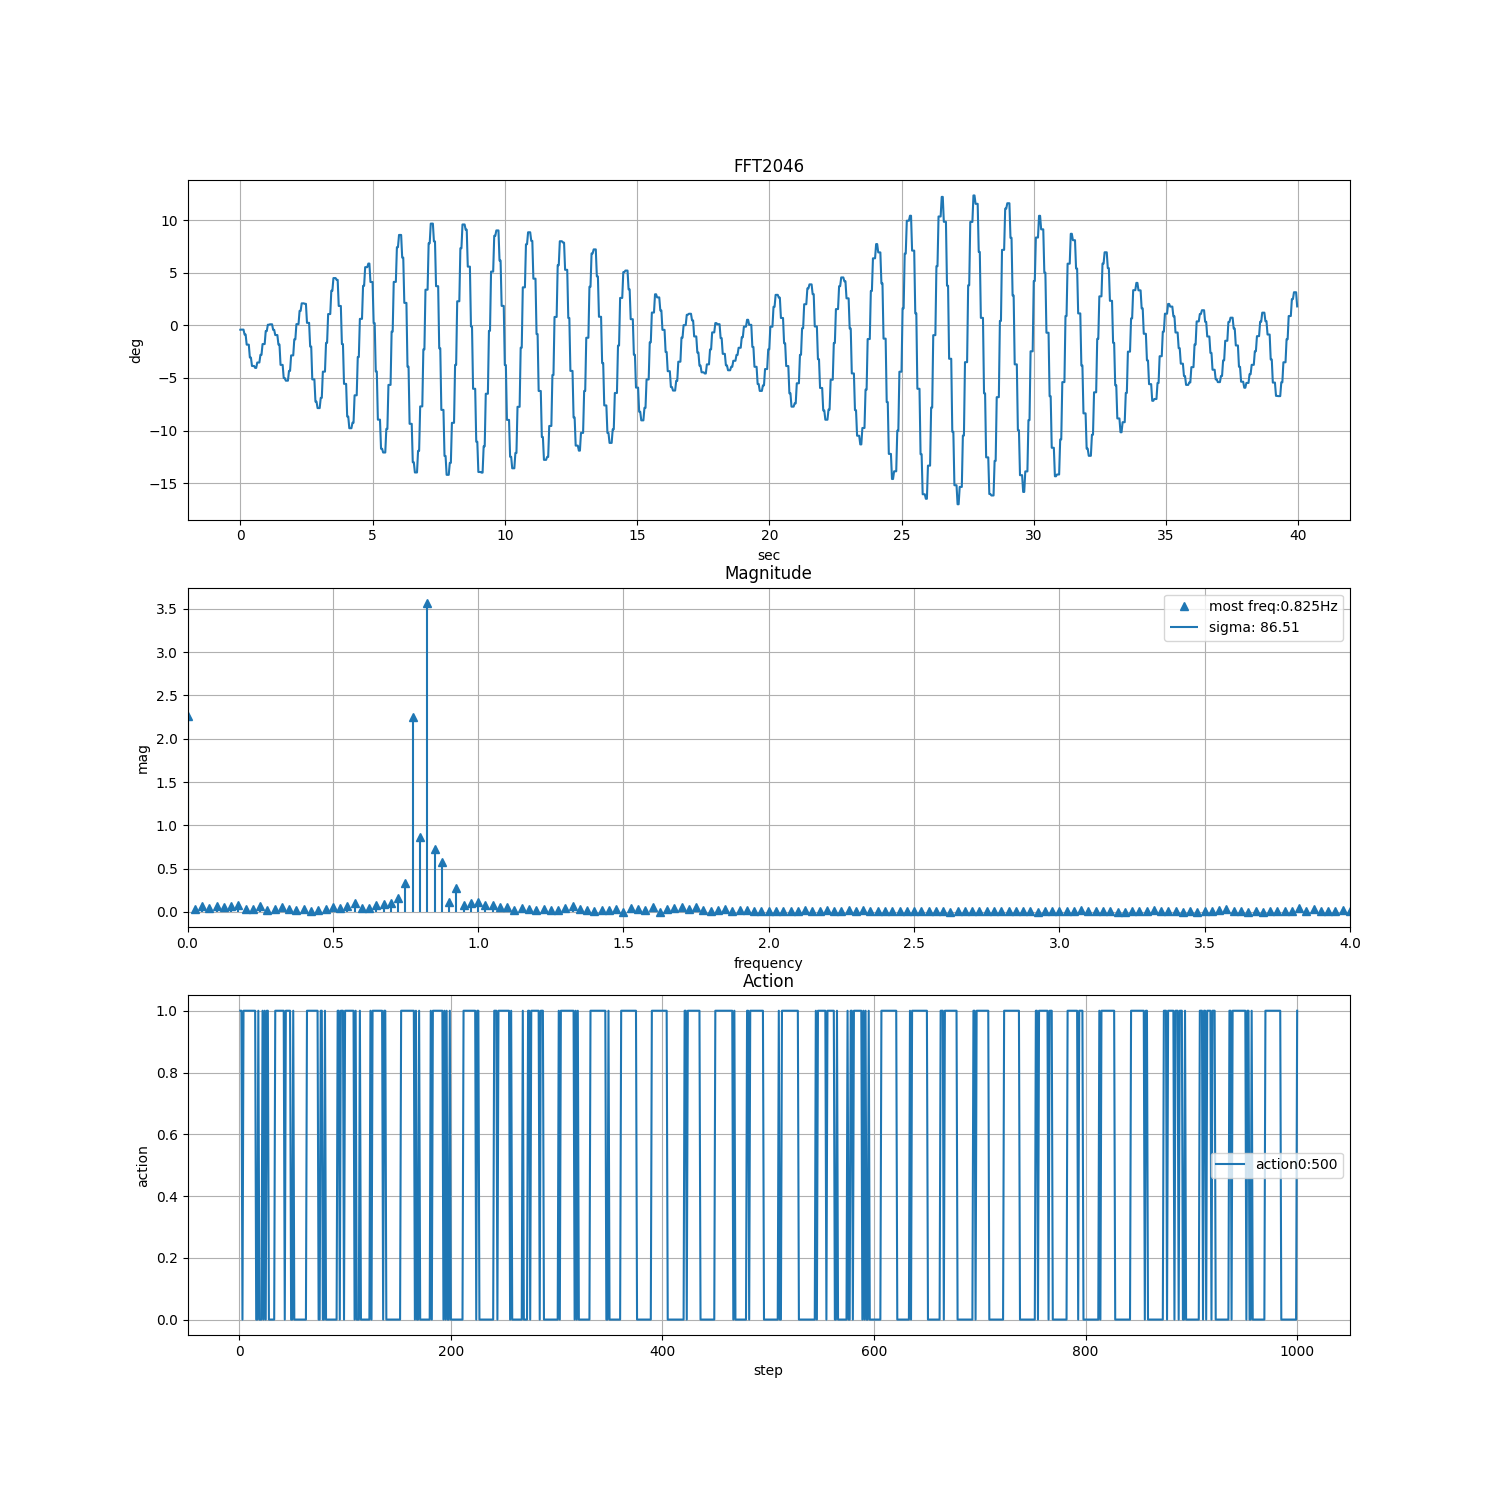 FFT2046
10
5
0
−5
−10
−15
deg
0 5 10 15 20 25 30 35 40
sec
Magnitude
most freq:0.825Hz
sigma: 86.51
3.5
3.0
2.5
2.0
1.5
1.0
0.5
0.0
mag
0.0 0.5 1.0 1.5 2.0 2.5 3.0 3.5 4.0
frequency
Action
1.0
0.8
0.6
0.4
0.2
0.0
action
action0:500
0 200 400 600 800 1000
step